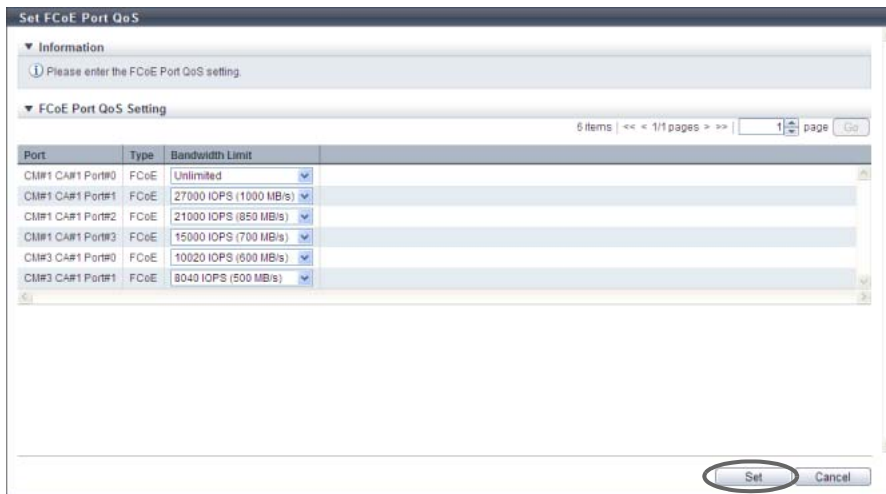 Set FCoE Port QoS
▼ Information
Please enter the FCoE Port QoS setting.
▼ FCoE Port QoS Setting
6 items | << < 1/1 pages > >> | 1 page Go
Port Type Bandwidth Limit
CM#1 CA#1 Port#0 FCoE Unlimited
CM#1 CA#1 Port#1 FCoE 27000 IOPS (1000 MB/s)
CM#1 CA#1 Port#2 FCoE 21000 IOPS (850 MB/s)
CM#1 CA#1 Port#3 FCoE 15000 IOPS (700 MB/s)
CM#3 CA#1 Port#0 FCoE 10020 IOPS (600 MB/s)
CM#3 CA#1 Port#1 FCoE 8040 IOPS (500 MB/s)
Set Cancel